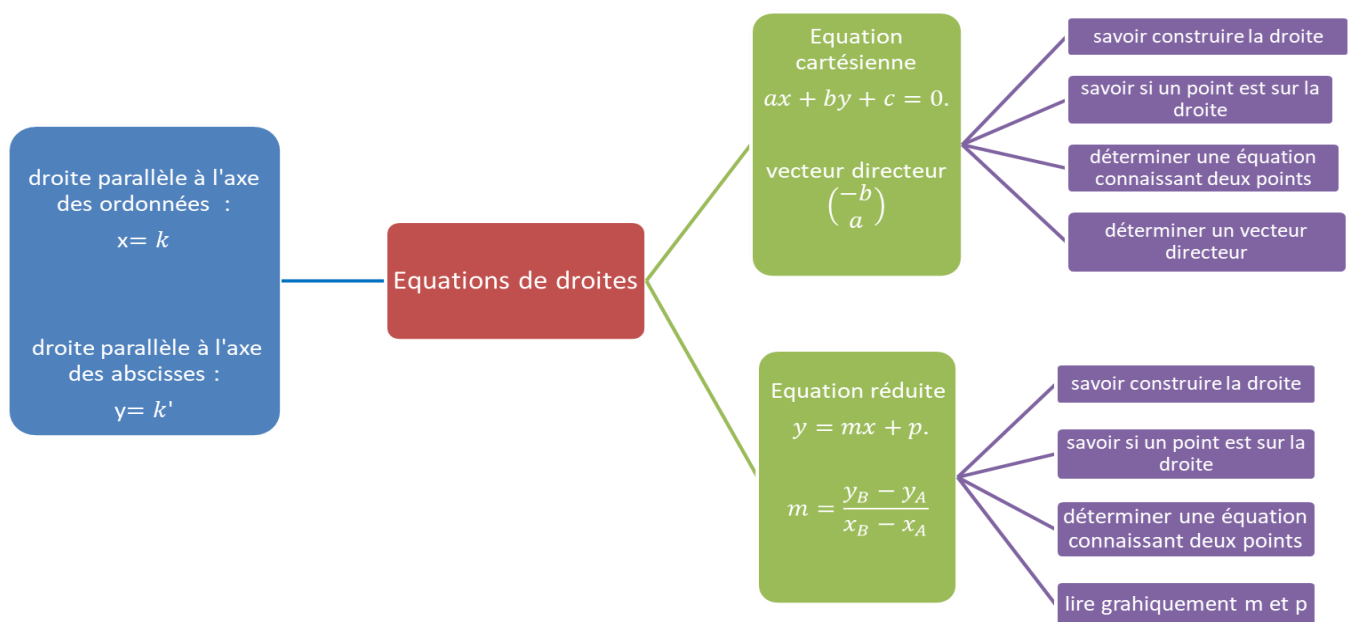 droite parallèle à l'axe
des ordonnées :
x= k
droite parallèle à l'axe
des abscisses :
y= k'
Equations de droites
Equation
cartésienne
ax + by + c = 0.
vecteur directeur
(−b
a)
savoir construire la droite
savoir si un point est sur la
droite
déterminer une équation
connaissant deux points
déterminer un vecteur
directeur
Equation réduite
y = mx + p.
m = (y_B − y_A)/(x_B − x_A)
savoir construire la droite
savoir si un point est sur la
droite
déterminer une équation
connaissant deux points
lire grahiquement m et p